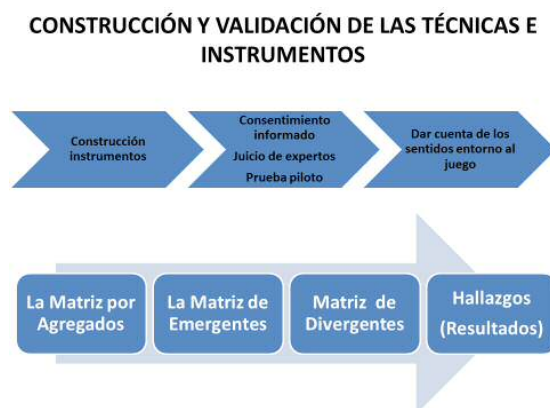 CONSTRUCCIÓN Y VALIDACIÓN DE LAS TÉCNICAS E
INSTRUMENTOS
Construcción
instrumentos
Consentimiento
informado
Juicio de expertos
Prueba piloto
Dar cuenta de los
sentidos entorno al
juego
La Matriz por
Agregados
La Matriz de
Emergentes
Matriz de
Divergentes
Hallazgos
(Resultados)